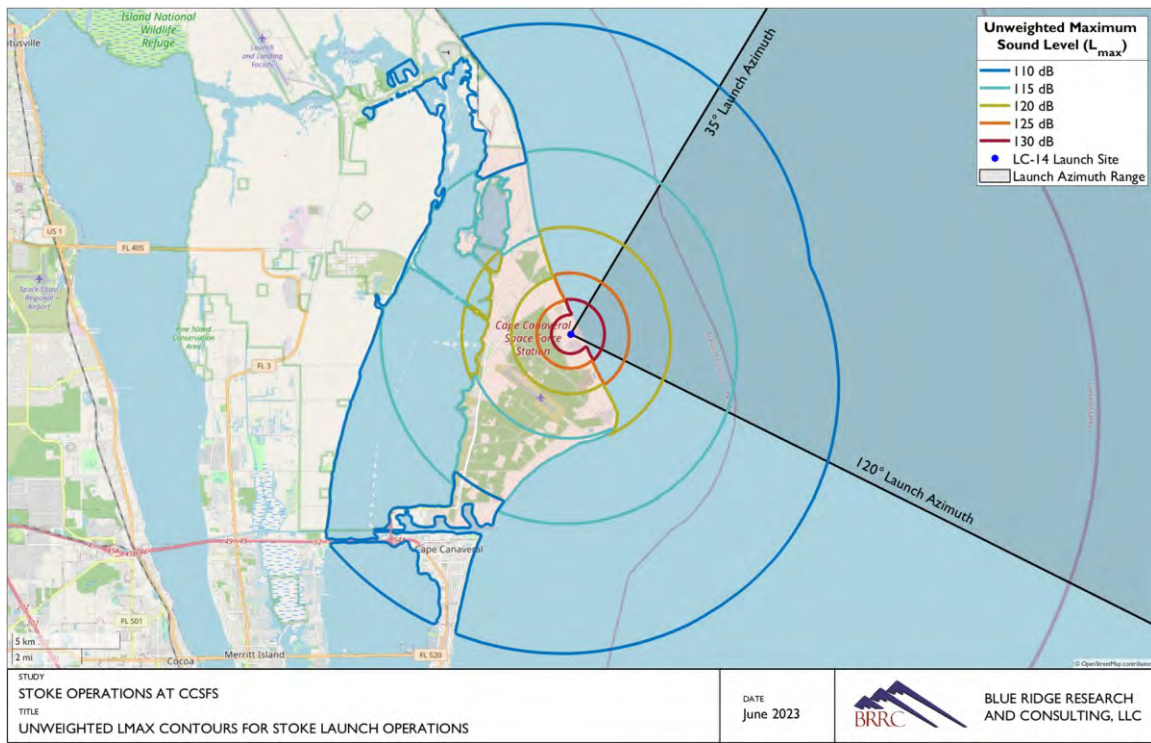 Island National
Wildlife
Refuge
Launch
and Landing
Facility
US 1
FL 405
Space Coast
Regional
Airport
Pine Island
Conservation
Area
FL 3
Cape Canaveral
Space Force
Station
35° Launch Azimuth
120° Launch Azimuth
Unweighted Maximum
Sound Level (Lmax)
110 dB
115 dB
120 dB
125 dB
130 dB
LC-14 Launch Site
Launch Azimuth Range
Cape Canaveral
FL 501
FL 520
Cocoa
Merritt Island
5 km
2 mi
© OpenStreetMap contributors
STUDY
STOKE OPERATIONS AT CCSFS
TITLE
UNWEIGHTED LMAX CONTOURS FOR STOKE LAUNCH OPERATIONS
DATE
June 2023
BRRC
BLUE RIDGE RESEARCH
AND CONSULTING, LLC